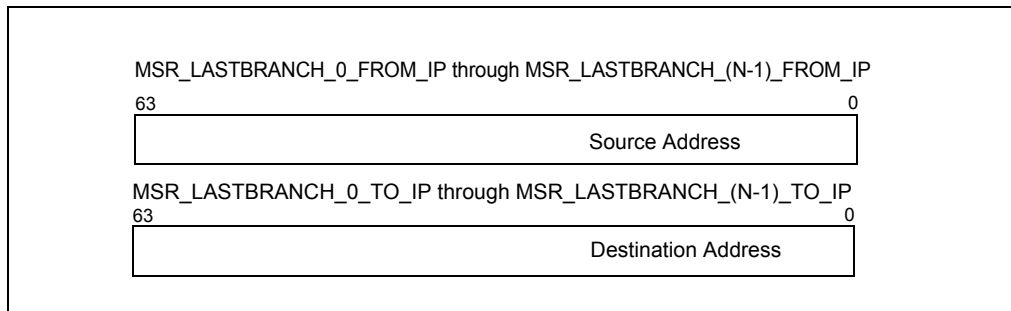 MSR_LASTBRANCH_0_FROM_IP through MSR_LASTBRANCH_(N-1)_FROM_IP
63 0
Source Address
MSR_LASTBRANCH_0_TO_IP through MSR_LASTBRANCH_(N-1)_TO_IP
63 0
Destination Address